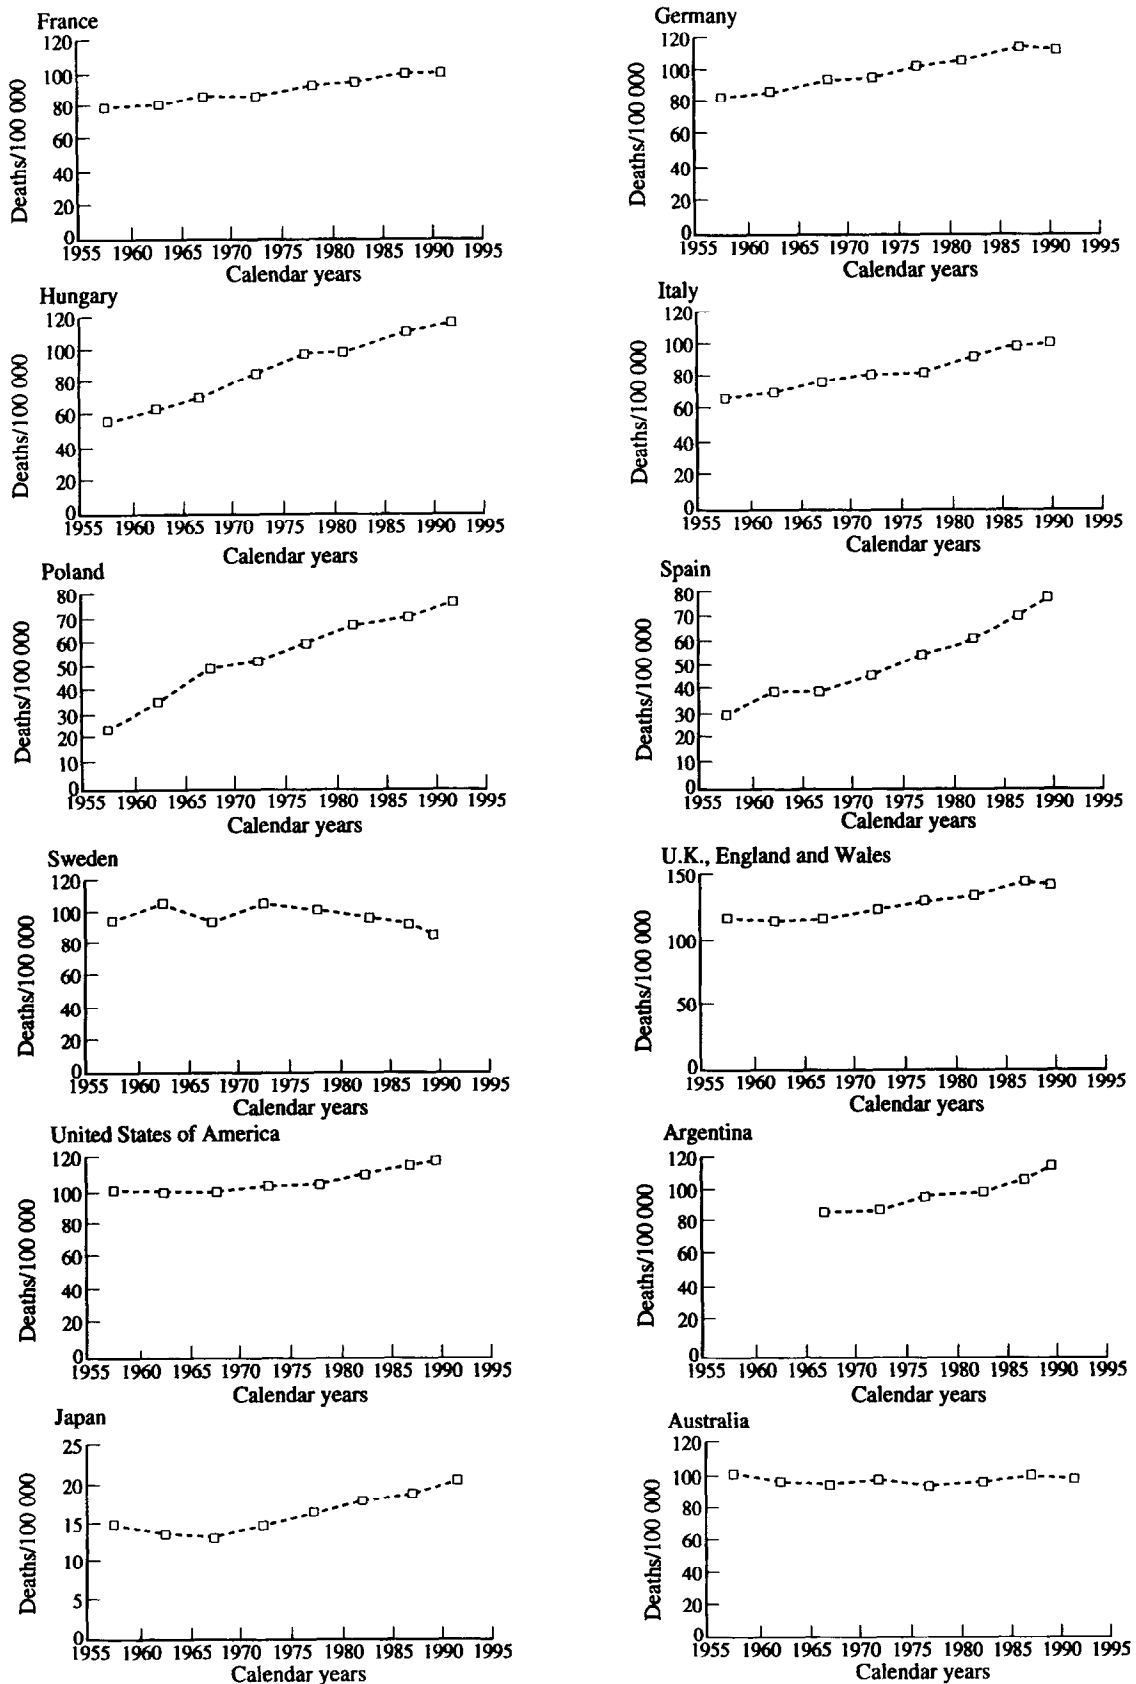 France
120
100
80
60
40
20
0
Deaths/100 000
1955 1960 1965 1970 1975 1980 1985 1990 1995
Calendar years
Germany
120
100
80
60
40
20
0
Deaths/100 000
1955 1960 1965 1970 1975 1980 1985 1990 1995
Calendar years
Hungary
120
100
80
60
40
20
0
Deaths/100 000
1955 1960 1965 1970 1975 1980 1985 1990 1995
Calendar years
Italy
120
100
80
60
40
20
0
Deaths/100 000
1955 1960 1965 1970 1975 1980 1985 1990 1995
Calendar years
Poland
80
70
60
50
40
30
20
10
0
Deaths/100 000
1955 1960 1965 1970 1975 1980 1985 1990 1995
Calendar years
Spain
80
70
60
50
40
30
20
10
0
Deaths/100 000
1955 1960 1965 1970 1975 1980 1985 1990 1995
Calendar years
Sweden
120
100
80
60
40
20
0
Deaths/100 000
1955 1960 1965 1970 1975 1980 1985 1990 1995
Calendar years
U.K., England and Wales
150
100
50
0
Deaths/100 000
1955 1960 1965 1970 1975 1980 1985 1990 1995
Calendar years
United States of America
120
100
80
60
40
20
0
Deaths/100 000
1955 1960 1965 1970 1975 1980 1985 1990 1995
Calendar years
Argentina
120
100
80
60
40
20
0
Deaths/100 000
1955 1960 1965 1970 1975 1980 1985 1990 1995
Calendar years
Japan
25
20
15
10
5
0
Deaths/100 000
1955 1960 1965 1970 1975 1980 1985 1990 1995
Calendar years
Australia
120
100
80
60
40
20
0
Deaths/100 000
1955 1960 1965 1970 1975 1980 1985 1990 1995
Calendar years